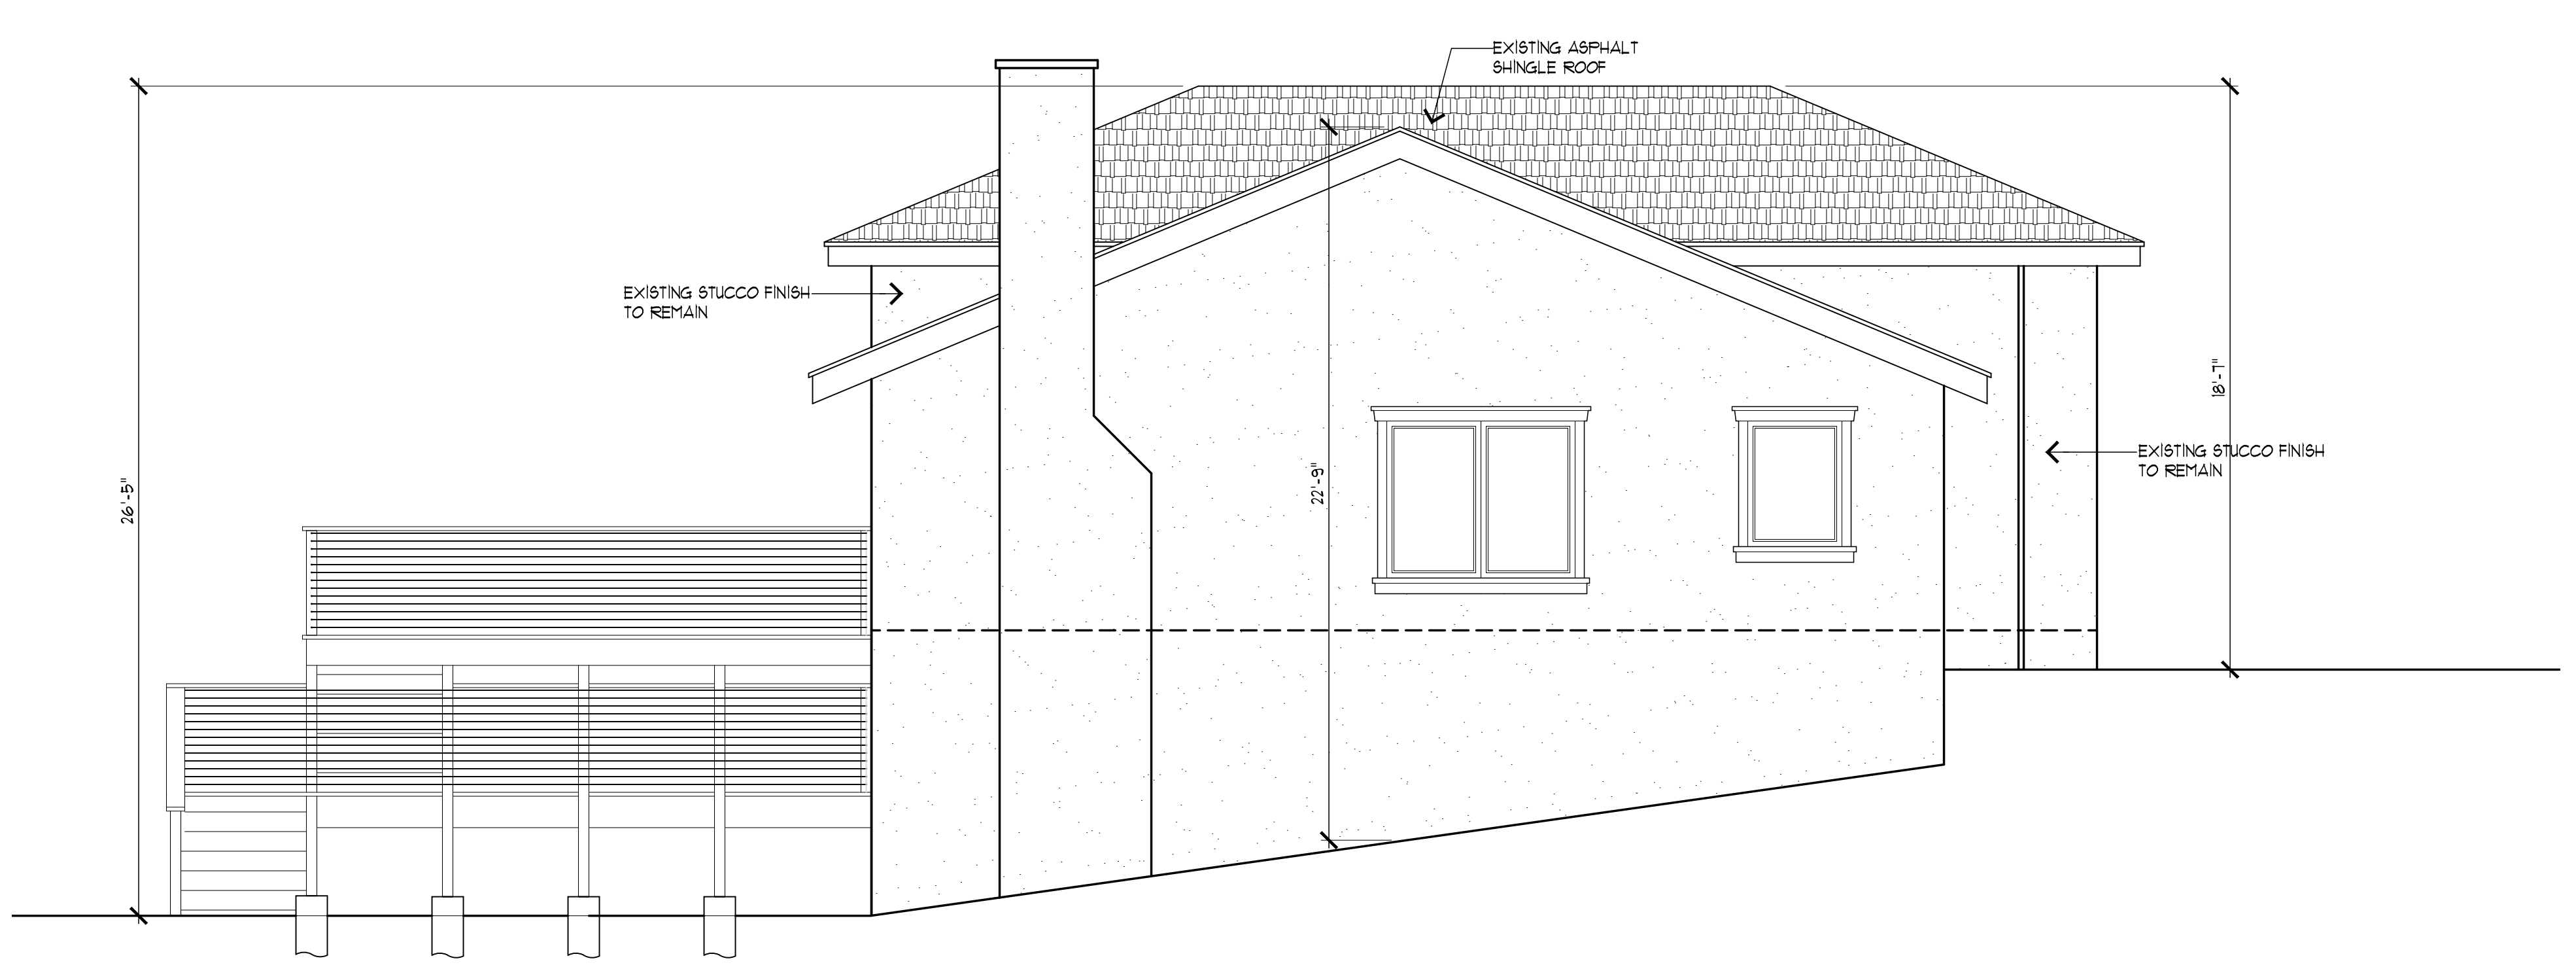 EXISTING ASPHALT
SHINGLE ROOF
EXISTING STUCCO FINISH
TO REMAIN
18'-7"
EXISTING STUCCO FINISH
TO REMAIN
22'-9"
26'-5"